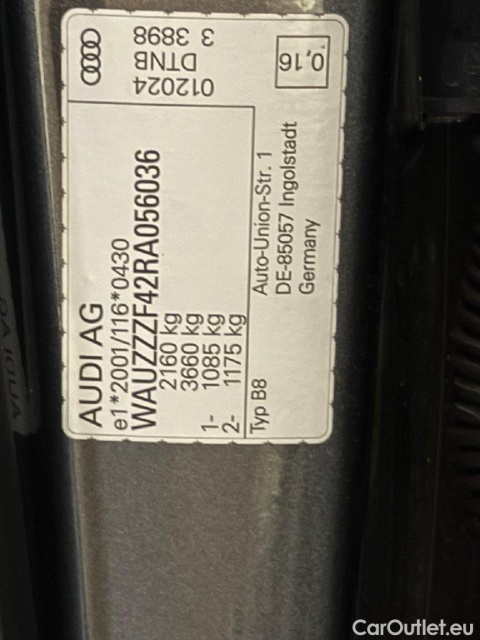 AUDI AG
e1*2001/116*0430
WAUZZZF42RA056036
2160 kg
3660 kg
1- 1085 kg
2- 1175 kg
Typ B8
Auto-Union-Str. 1
DE-85057 Ingolstadt
Germany
012024
DTNB
3 3898
0,16
CarOutlet.eu